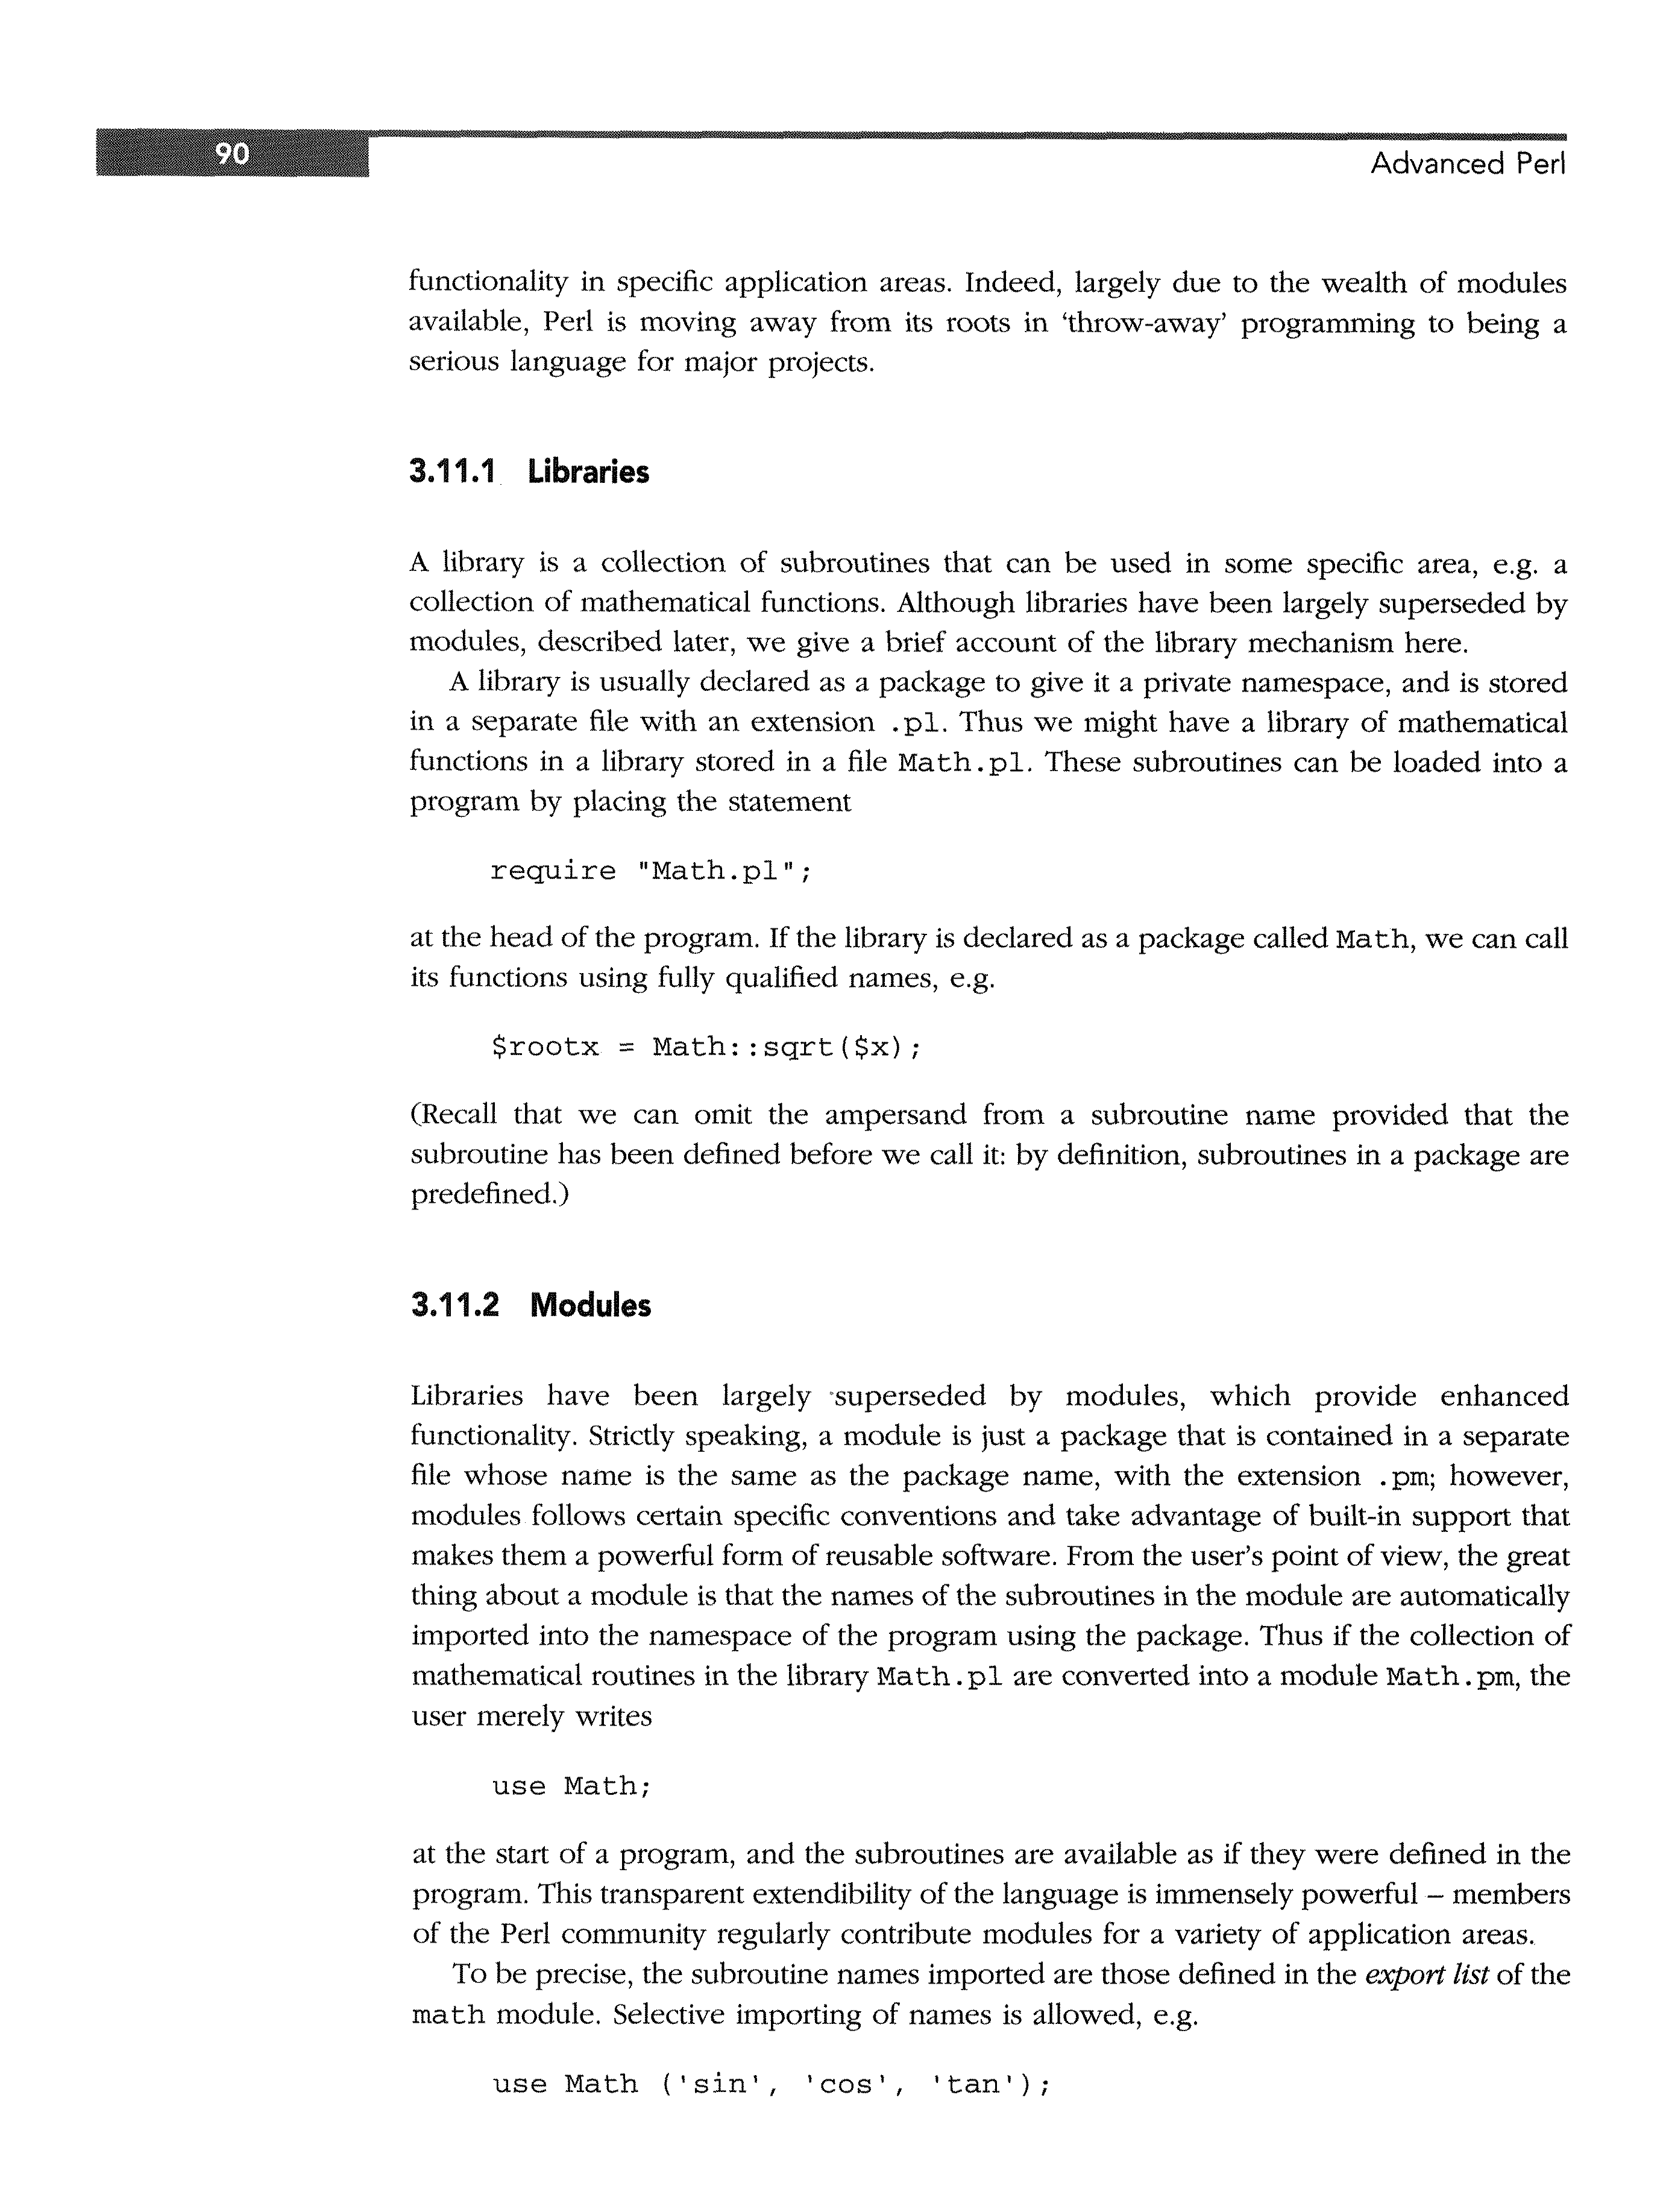 90
Advanced Perl
functionality in specific application areas. Indeed, largely due to the wealth of modules
available, Perl is moving away from its roots in ‘throw-away’ programming to being a
serious language for major projects.
3.11.1 Libraries
A library is a collection of subroutines that can be used in some specific area, e.g. a
collection of mathematical functions. Although libraries have been largely superseded by
modules, described later, we give a brief account of the library mechanism here.
A library is usually declared as a package to give it a private namespace, and is stored
in a separate file with an extension .pl. Thus we might have a library of mathematical
functions in a library stored in a file Math.pl. These subroutines can be loaded into a
program by placing the statement
require "Math.pl";
at the head of the program. If the library is declared as a package called Math, we can call
its functions using fully qualified names, e.g.
$rootx = Math::sqrt($x);
(Recall that we can omit the ampersand from a subroutine name provided that the
subroutine has been defined before we call it: by definition, subroutines in a package are
predefined.)
3.11.2 Modules
Libraries have been largely superseded by modules, which provide enhanced
functionality. Strictly speaking, a module is just a package that is contained in a separate
file whose name is the same as the package name, with the extension .pm; however,
modules follows certain specific conventions and take advantage of built-in support that
makes them a powerful form of reusable software. From the user’s point of view, the great
thing about a module is that the names of the subroutines in the module are automatically
imported into the namespace of the program using the package. Thus if the collection of
mathematical routines in the library Math.pl are converted into a module Math.pm, the
user merely writes
use Math;
at the start of a program, and the subroutines are available as if they were defined in the
program. This transparent extendibility of the language is immensely powerful – members
of the Perl community regularly contribute modules for a variety of application areas.
To be precise, the subroutine names imported are those defined in the export list of the
math module. Selective importing of names is allowed, e.g.
use Math ('sin', 'cos', 'tan');